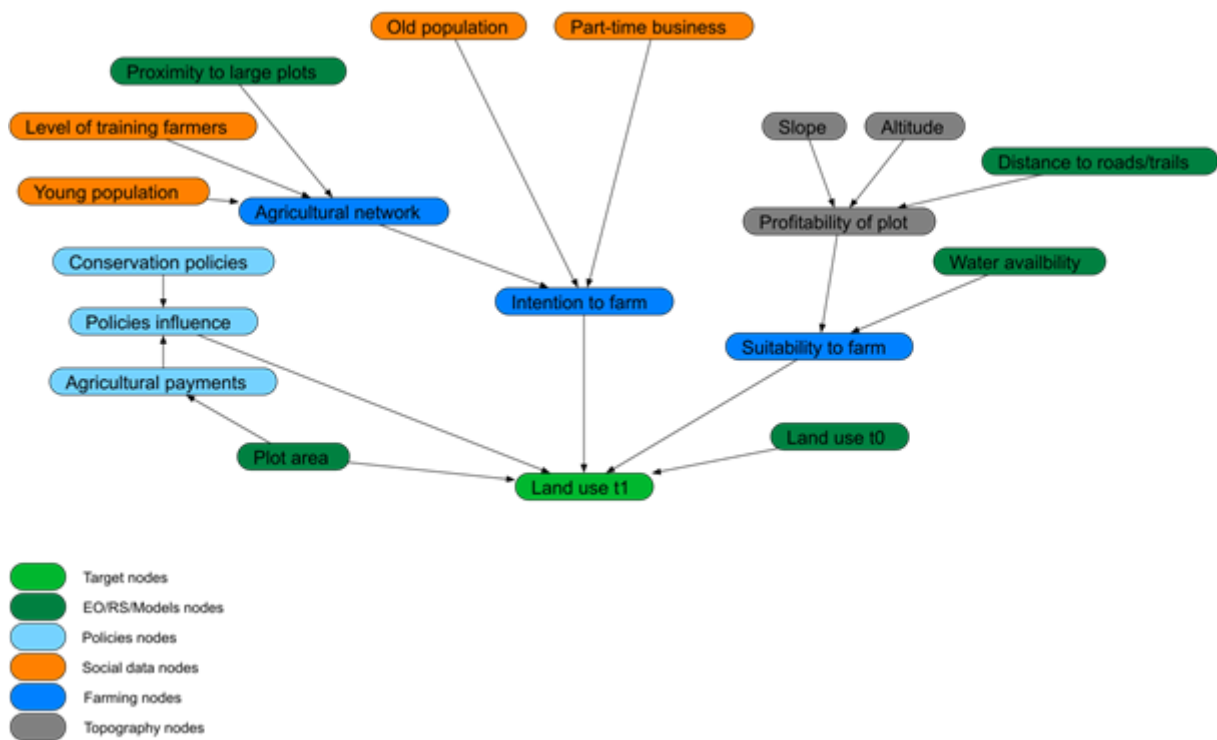 Old population
Part-time business
Proximity to large plots
Level of training farmers
Slope
Altitude
Distance to roads/trails
Young population
Agricultural network
Profitability of plot
Conservation policies
Water availbility
Intention to farm
Policies influence
Suitability to farm
Agricultural payments
Land use t0
Plot area
Land use t1
Target nodes
EO/RS/Models nodes
Policies nodes
Social data nodes
Farming nodes
Topography nodes